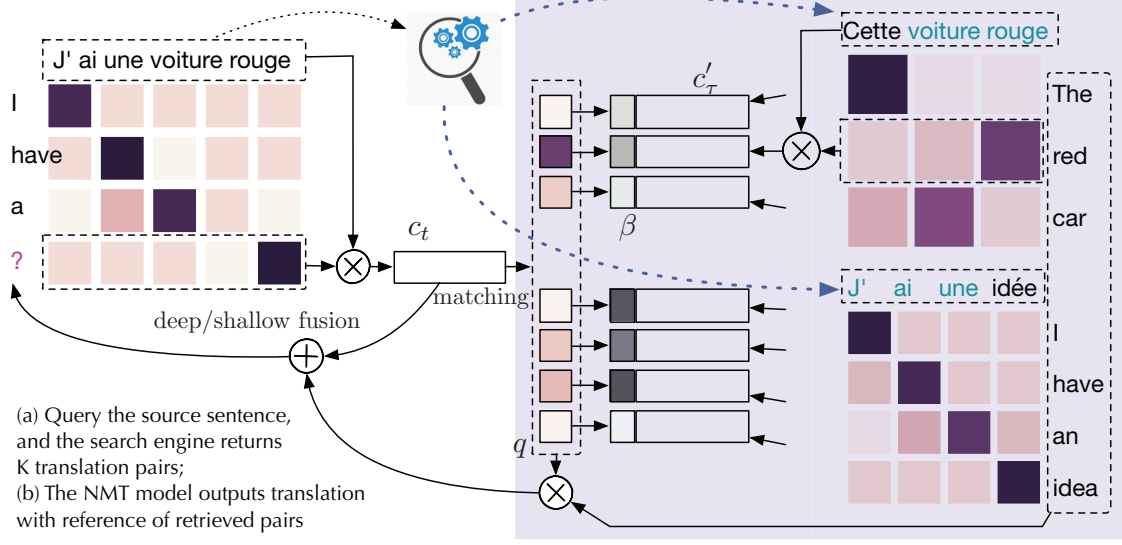 J' ai une voiture rouge
I
have
a
?
c_t
matching
deep/shallow fusion
(a) Query the source sentence,
and the search engine returns
K translation pairs;
(b) The NMT model outputs translation
with reference of retrieved pairs
c'_τ
β
q
Cette voiture rouge
The
red
car
J' ai une idée
I
have
an
idea